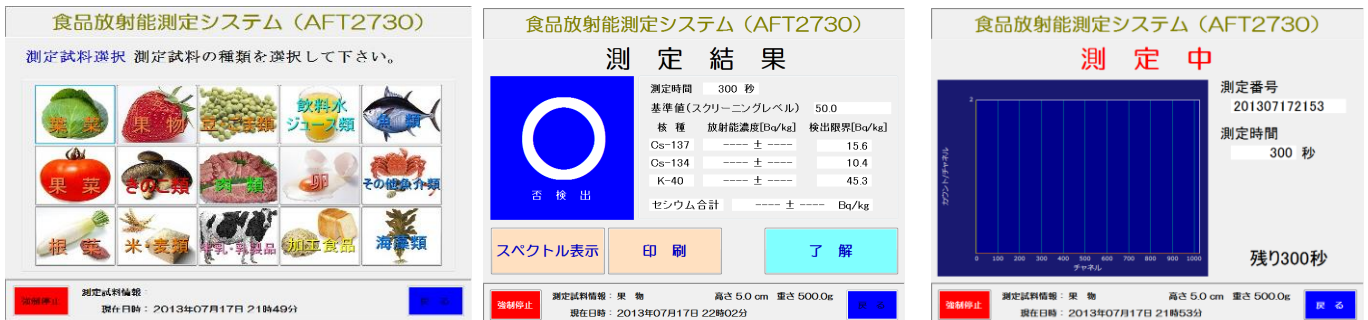 食品放射能測定システム（AFT2730）
測定試料選択 測定試料の種類を選択して下さい。
葉 菜
果 物
豆・ごま類
飲料水
ジュース類
魚 類
果 菜
きのこ類
肉 類
卵
その他魚介類
根 菜
米・麦類
牛乳・乳製品
加工食品
海藻類
強制停止
測定試料情報：
現在日時：2013年07月17日 21時49分
戻 る
食品放射能測定システム（AFT2730）
測 定 結 果
否 検 出
測定時間 300 秒
基準値(スクリーニングレベル) 50.0
核 種 放射能濃度[Bq/kg] 検出限界[Bq/kg]
Cs-137 ---- ± ---- 15.6
Cs-134 ---- ± ---- 10.4
K-40 ---- ± ---- 45.3
セシウム合計 ---- ± ---- Bq/kg
スペクトル表示
印 刷
了 解
強制停止
測定試料情報：果 物 高さ 5.0 cm 重さ 500.0g
現在日時：2013年07月17日 22時02分
戻 る
食品放射能測定システム（AFT2730）
測 定 中
2
カウント/チャネル
0 100 200 300 400 500 600 700 800 900 1000
チャネル
測定番号
201307172153
測定時間
300 秒
残り300秒
強制停止
測定試料情報：果 物 高さ 5.0 cm 重さ 500.0g
現在日時：2013年07月17日 21時53分
戻 る